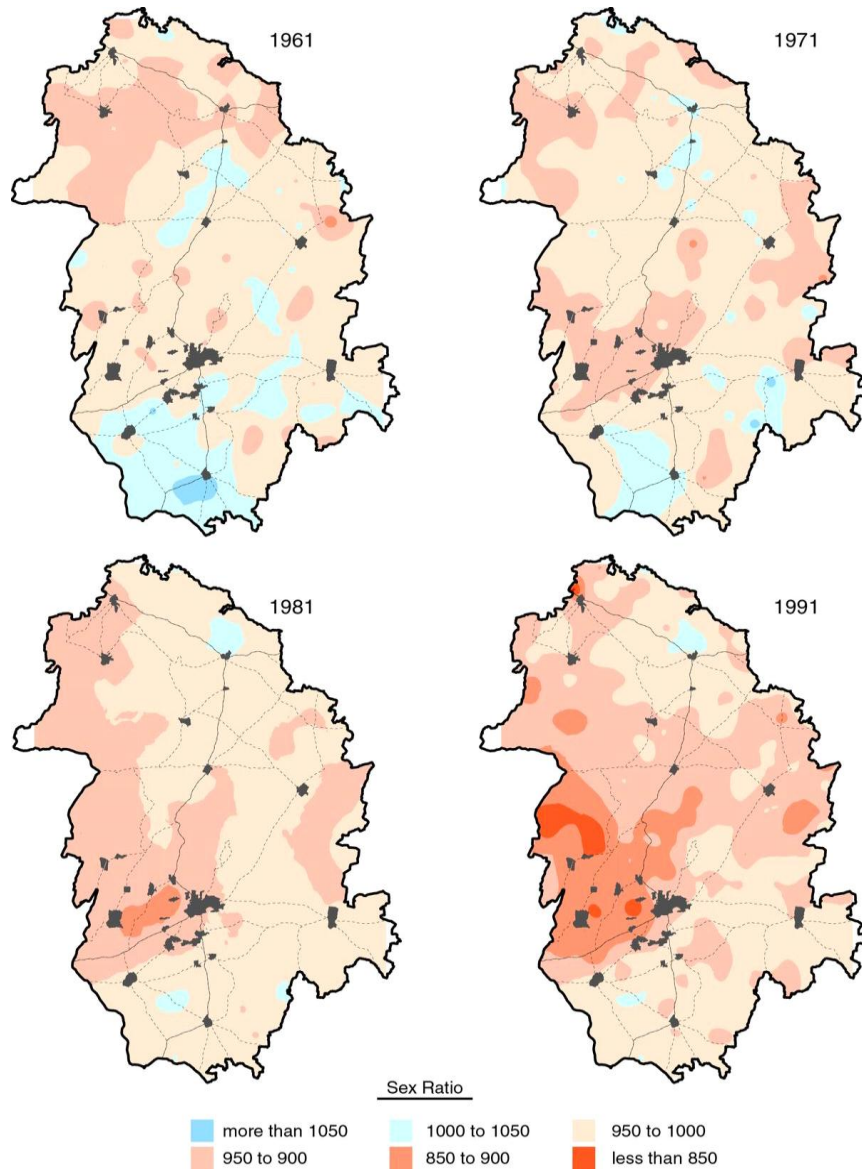 1961
1971
1981
1991
Sex Ratio
more than 1050
1000 to 1050
950 to 1000
950 to 900
850 to 900
less than 850